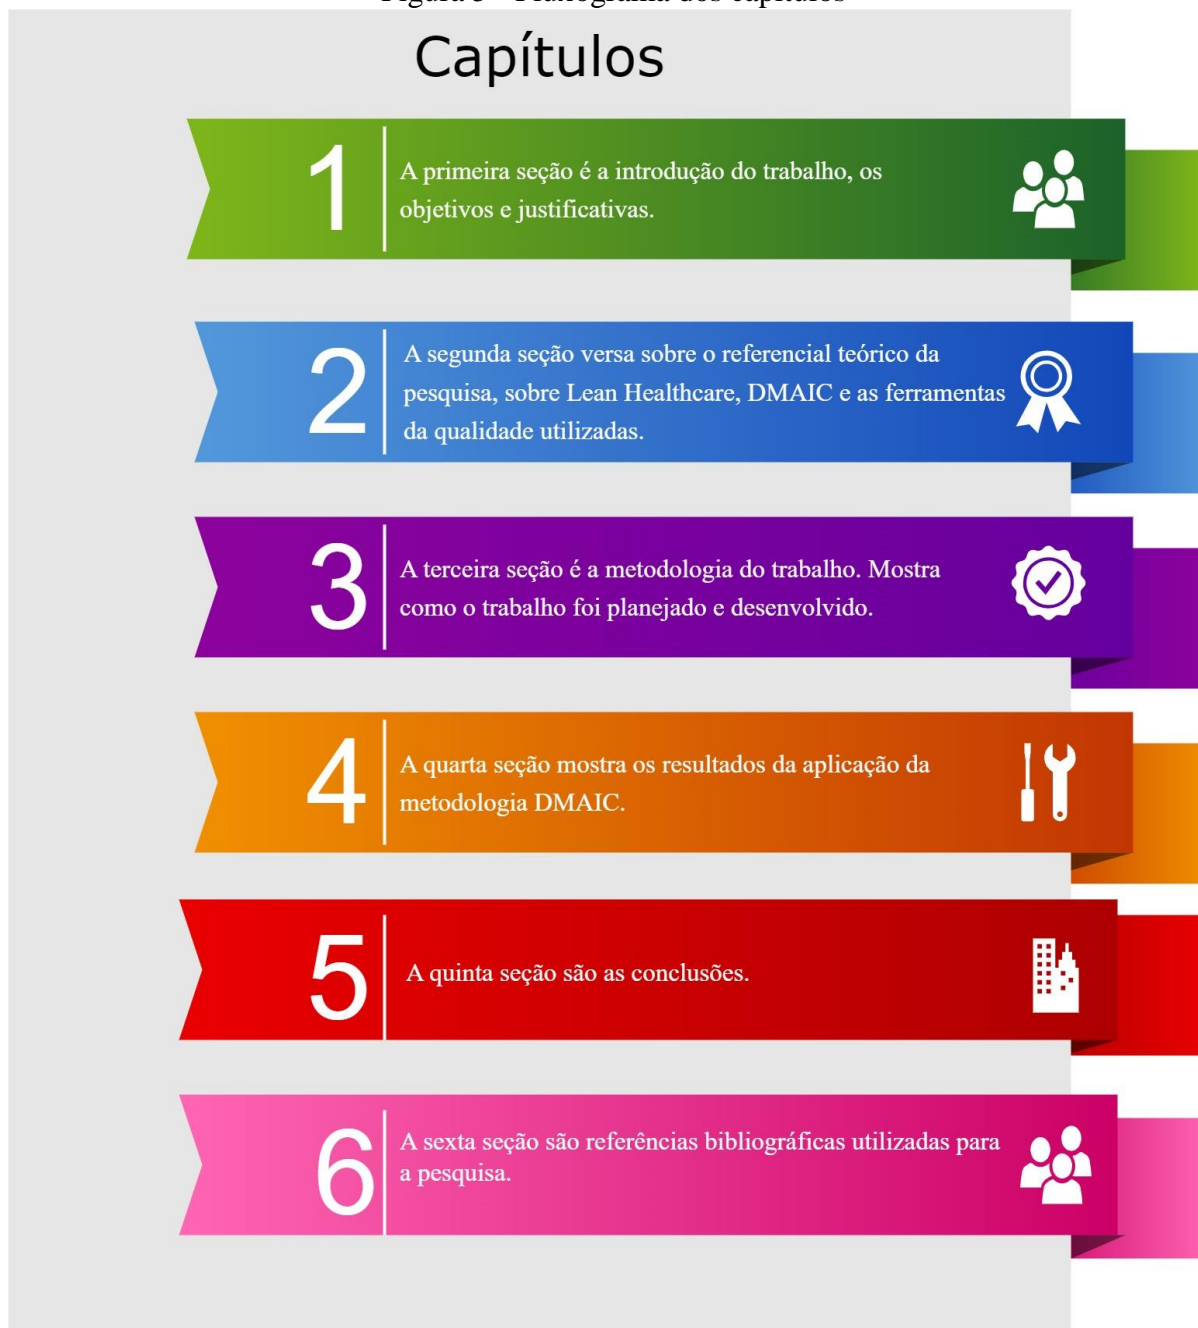 Capítulos
1
A primeira seção é a introdução do trabalho, os
objetivos e justificativas.
2
A segunda seção versa sobre o referencial teórico da
pesquisa, sobre Lean Healthcare, DMAIC e as ferramentas
da qualidade utilizadas.
3
A terceira seção é a metodologia do trabalho. Mostra
como o trabalho foi planejado e desenvolvido.
4
A quarta seção mostra os resultados da aplicação da
metodologia DMAIC.
5
A quinta seção são as conclusões.
6
A sexta seção são referências bibliográficas utilizadas para
a pesquisa.